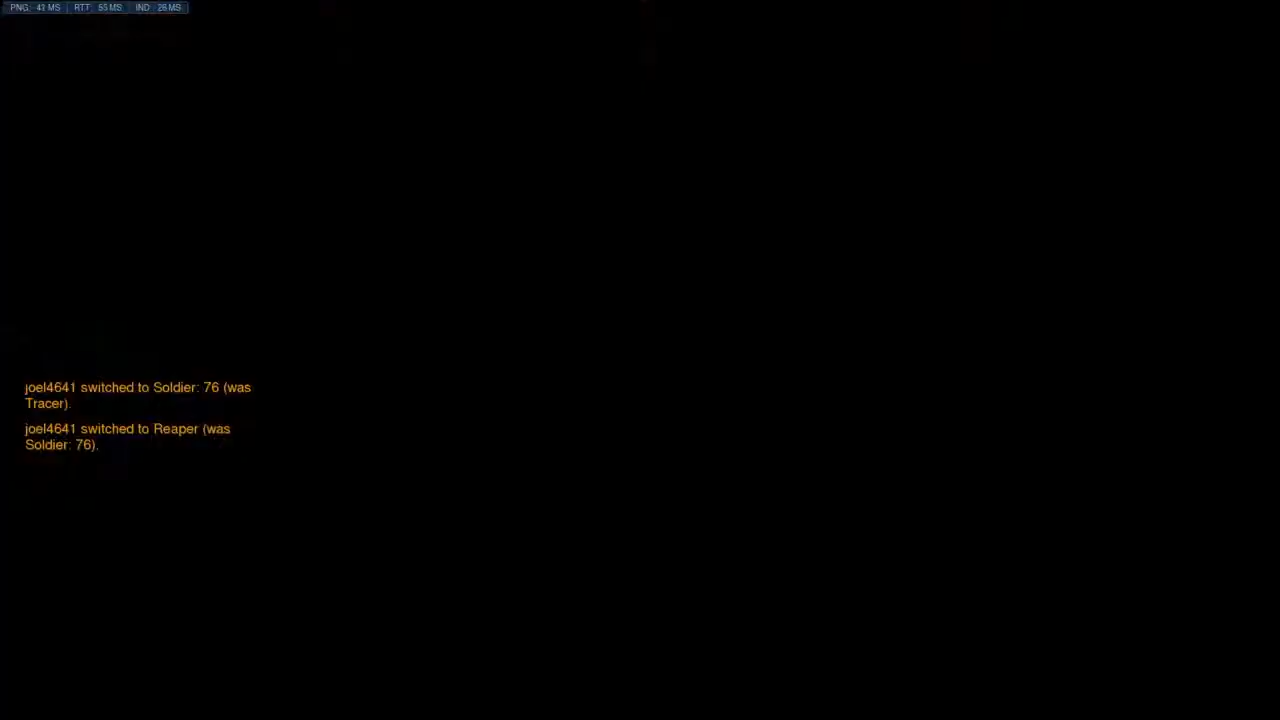 PNG: 41 MS RTT: 55 MS IND: 26 MS
joel4641 switched to Soldier: 76 (was
Tracer).
joel4641 switched to Reaper (was
Soldier: 76).